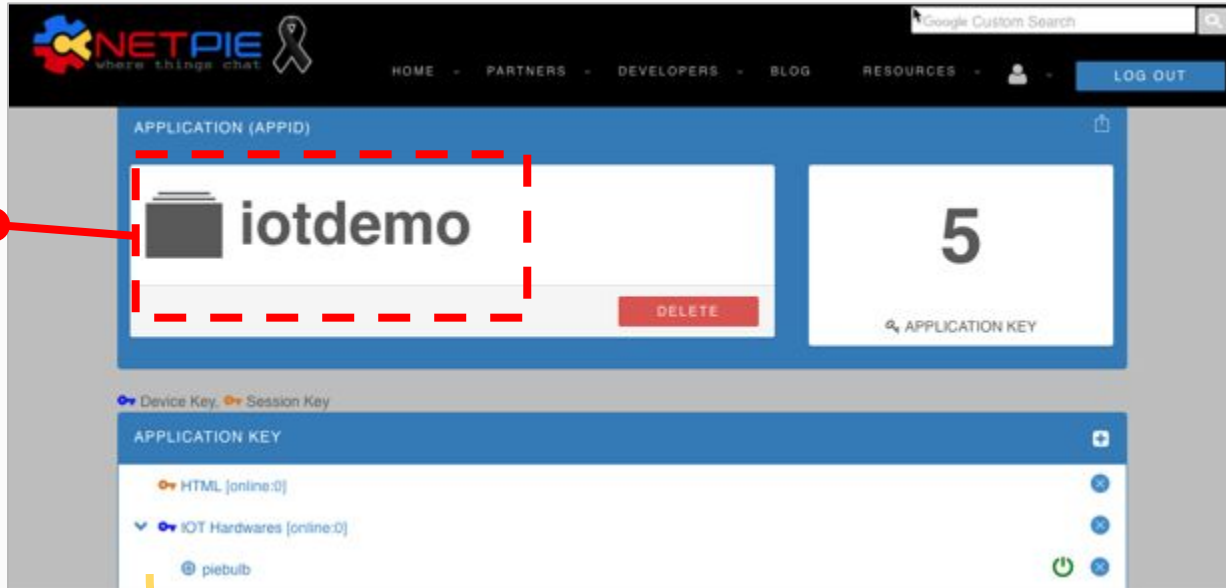 Google Custom Search
NETPIE
where things chat
HOME PARTNERS DEVELOPERS BLOG RESOURCES LOG OUT
APPLICATION (APPID)
iotdemo
5
DELETE
APPLICATION KEY
Device Key, Session Key
APPLICATION KEY
HTML [online:0]
IOT Hardwares [online:0]
piebulb